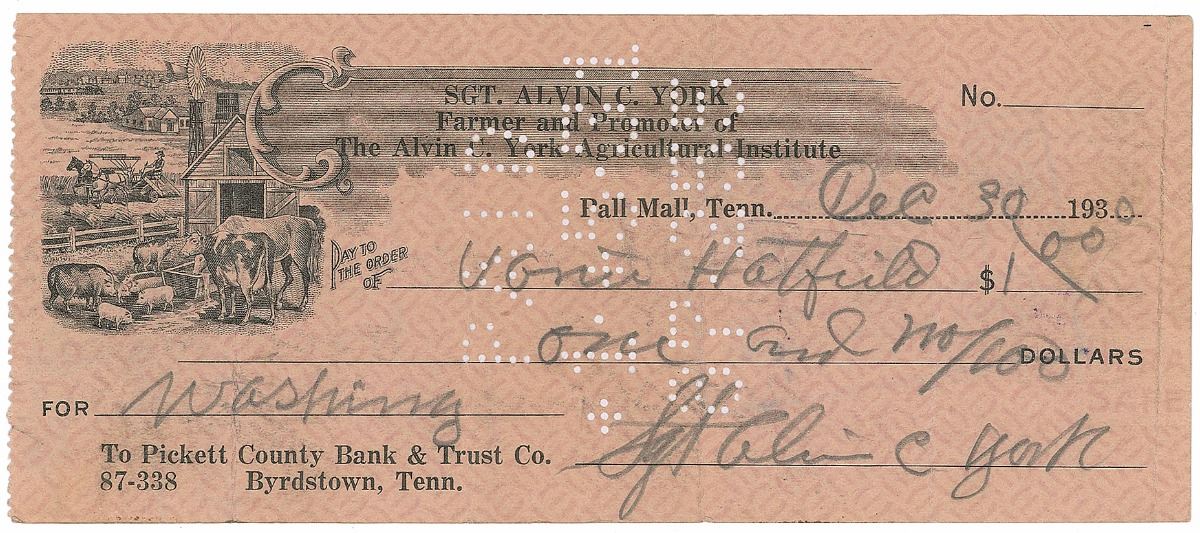 SGT. ALVIN C. YORK
No.
Farmer and Promoter of
The Alvin C. York Agricultural Institute
Pall Mall, Tenn. Dec 30 1930
PAY TO THE ORDER OF Vonie Hatfield $1 00
one and no/100 DOLLARS
FOR Washing
To Pickett County Bank & Trust Co.
Sgt Alvin C York
87-338 Byrdstown, Tenn.